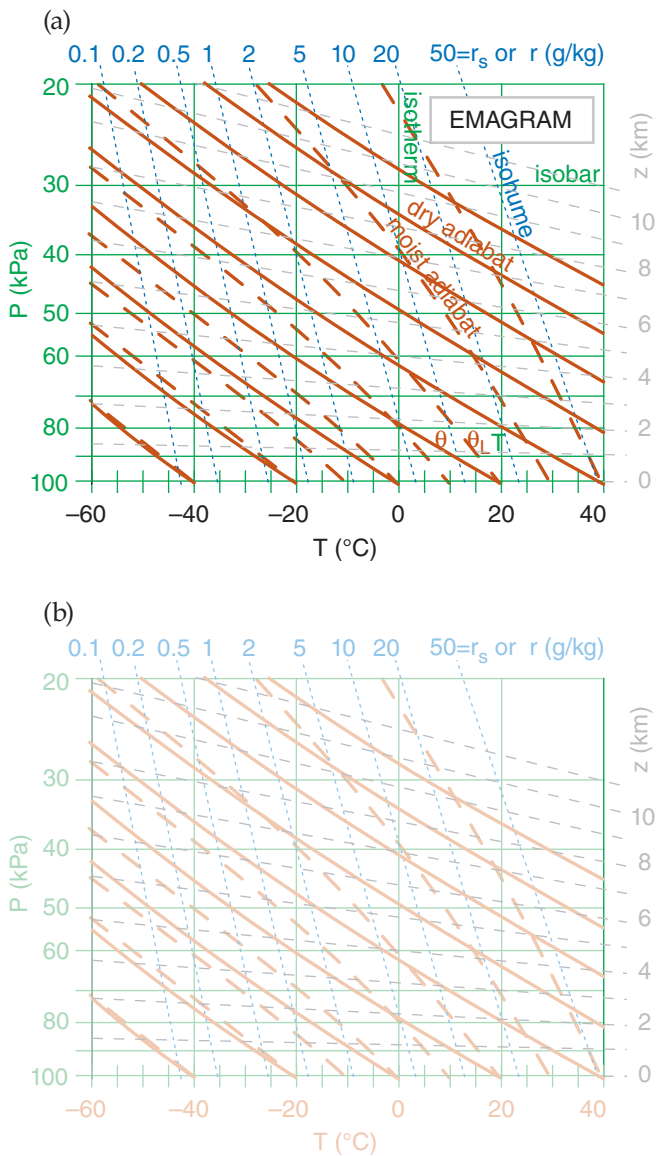 (a)
0.1 0.2 0.5 1 2 5 10 20 50=rs or r (g/kg)
20
30
40
50
60
80
100
P (kPa)
isotherm
EMAGRAM
isohume
isobar
dry adiabat
moist adiabat
θ θL T
z (km)
10
8
6
4
2
0
–60 –40 –20 0 20 40
T (°C)
(b)
0.1 0.2 0.5 1 2 5 10 20 50=rs or r (g/kg)
20
30
40
50
60
80
100
P (kPa)
z (km)
10
8
6
4
2
0
–60 –40 –20 0 20 40
T (°C)